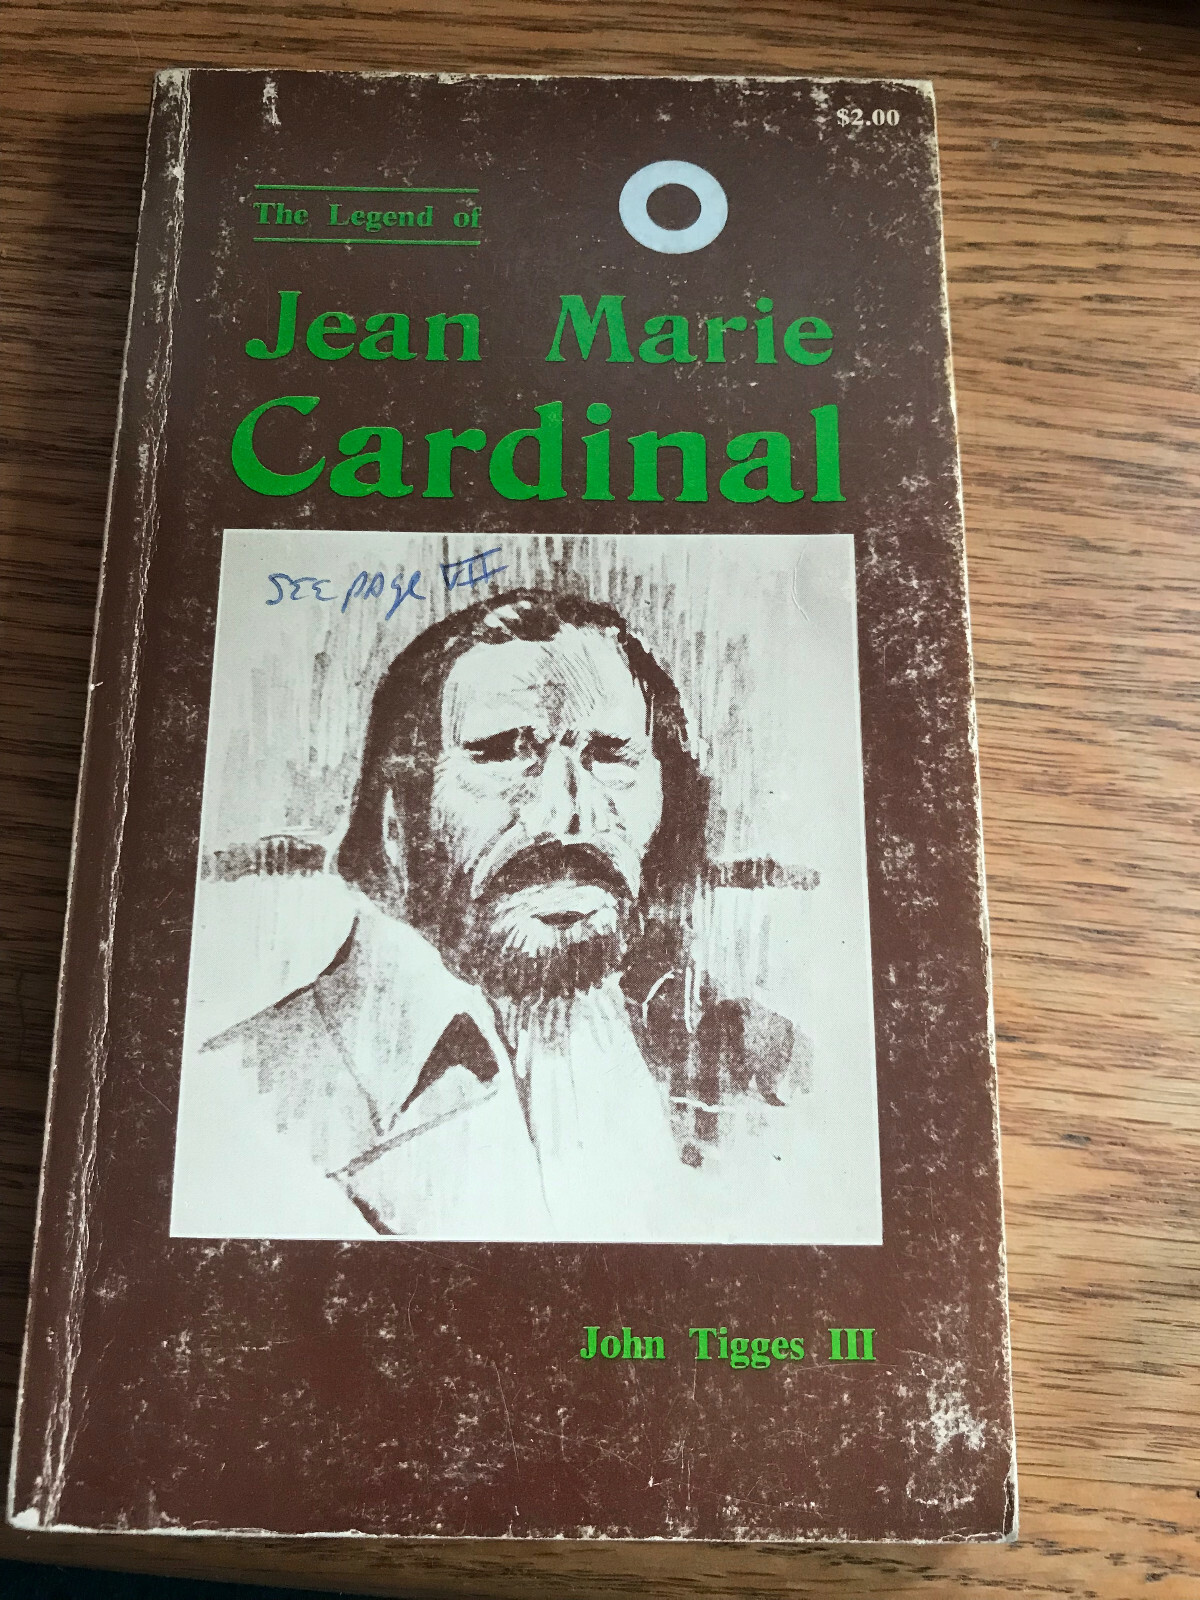 $2.00
The Legend of
Jean Marie
Cardinal
SEE PAGE VII
John Tigges III